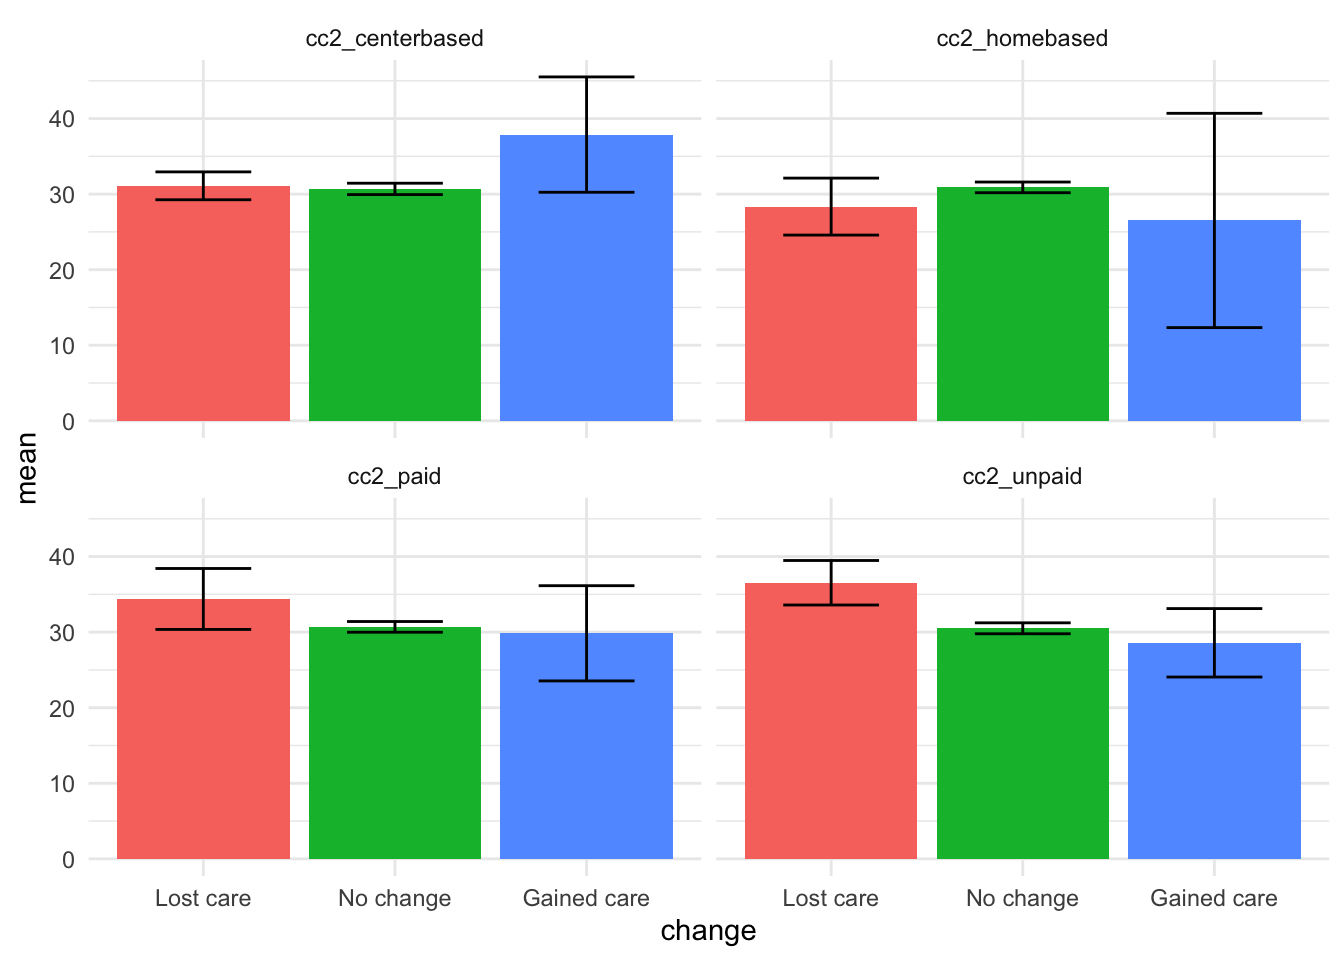 cc2_centerbased
cc2_homebased
40
30
20
10
0
mean
cc2_paid
cc2_unpaid
40
30
20
10
0
Lost care
No change
Gained care
Lost care
No change
Gained care
change